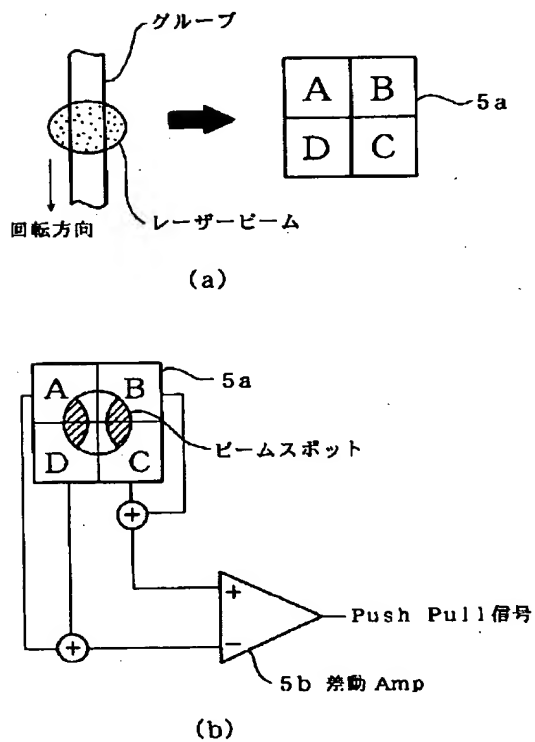 グループ
A B
5a
D C
回転方向
レーザービーム
(a)
5a
A B
D C
ビームスポット
+
+
+
−
Push Pull信号
5b 差動 Amp
(b)